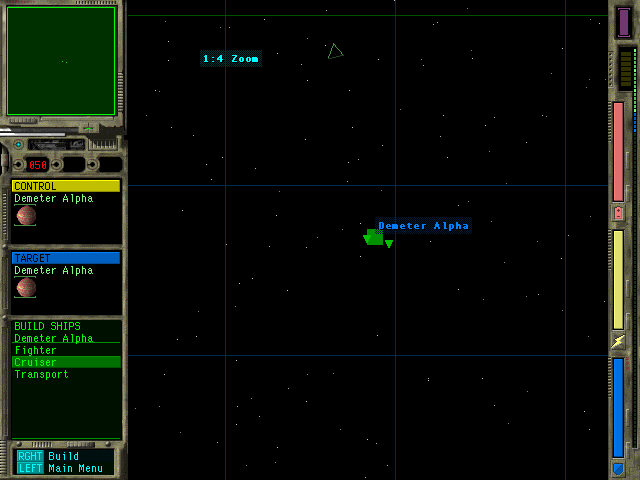 1:4 Zoom
050
CONTROL
Demeter Alpha
Demeter Alpha
TARGET
Demeter Alpha
BUILD SHIPS
Demeter Alpha
Fighter
Cruiser
Transport
RGHT Build
LEFT Main Menu